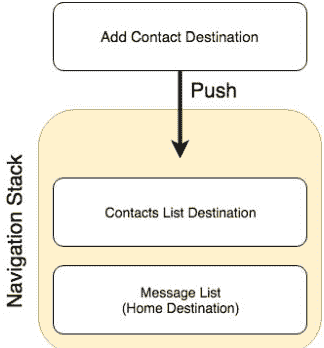 Add Contact Destination
Push
Navigation Stack
Contacts List Destination
Message List
(Home Destination)